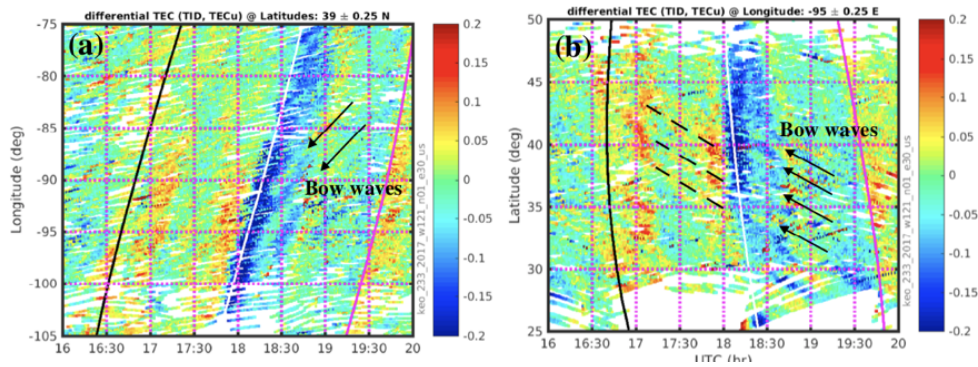 differential TEC (TID, TECu) @ Latitudes: 39 ± 0.25 N
(a)
Bow waves
Longitude (deg)
-75
-80
-85
-90
-95
-100
-105
16 16:30 17 17:30 18 18:30 19 19:30 20
keo_233_2017_w121_n01_e30_us
0.2
0.15
0.1
0.05
0
-0.05
-0.1
-0.15
-0.2
differential TEC (TID, TECu) @ Longitude: -95 ± 0.25 E
(b)
Bow waves
Latitude (deg)
50
45
40
35
30
25
16 16:30 17 17:30 18 18:30 19 19:30 20
UTC (hr)
keo_233_2017_w121_n01_e30_us
0.2
0.15
0.1
0.05
0
-0.05
-0.1
-0.15
-0.2